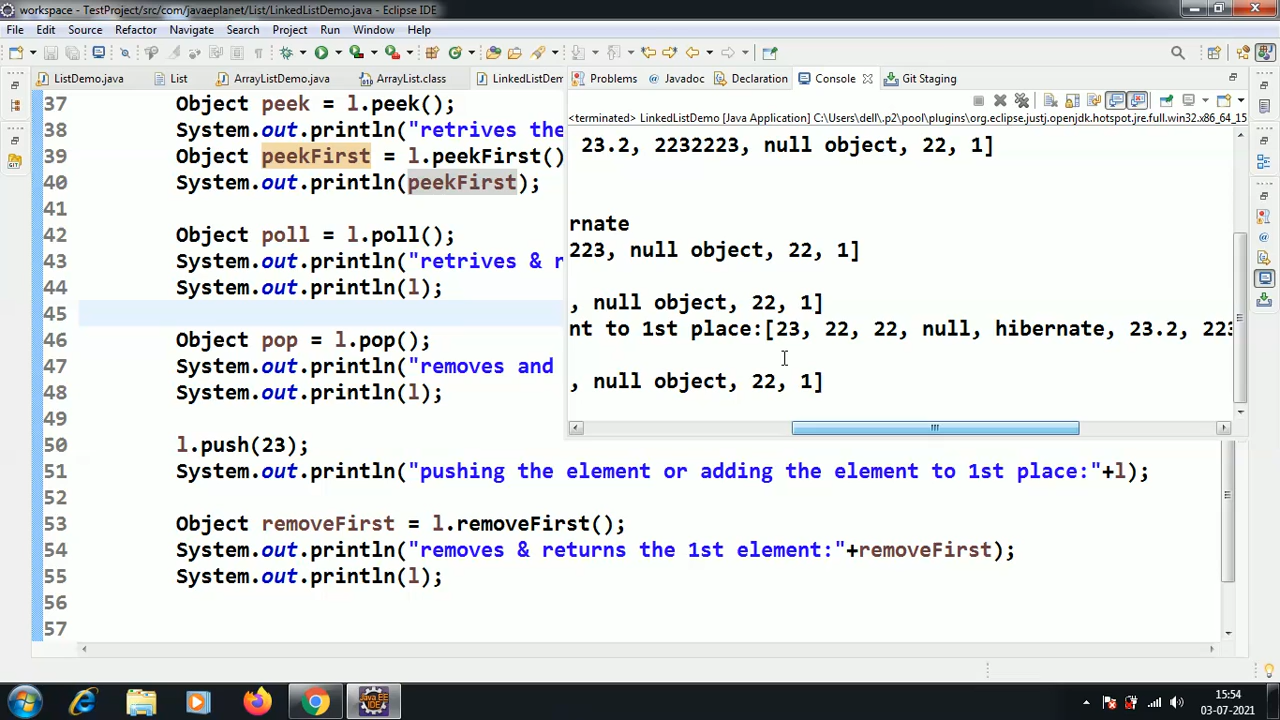 workspace - TestProject/src/com/javaeplanet/List/LinkedListDemo.java - Eclipse IDE
File Edit Source Refactor Navigate Search Project Run Window Help
ListDemo.java List ArrayListDemo.java ArrayList.class LinkedListDem Problems Javadoc Declaration Console Git Staging
<terminated> LinkedListDemo [Java Application] C:\Users\dell\.p2\pool\plugins\org.eclipse.justj.openjdk.hotspot.jre.full.win32.x86_64_15
37 Object peek = l.peek();
38 System.out.println("retrives the
39 Object peekFirst = l.peekFirst()
40 System.out.println(peekFirst);
41
42 Object poll = l.poll();
43 System.out.println("retrives & r
44 System.out.println(l);
45
46 Object pop = l.pop();
47 System.out.println("removes and
48 System.out.println(l);
49
50 l.push(23);
51 System.out.println("pushing the element or adding the element to 1st place:"+l);
52
53 Object removeFirst = l.removeFirst();
54 System.out.println("removes & returns the 1st element:"+removeFirst);
55 System.out.println(l);
56
57
23.2, 2232223, null object, 22, 1]
rnate
223, null object, 22, 1]
, null object, 22, 1]
nt to 1st place:[23, 22, 22, null, hibernate, 23.2, 223
, null object, 22, 1]
Java EE
IDE
15:54
03-07-2021